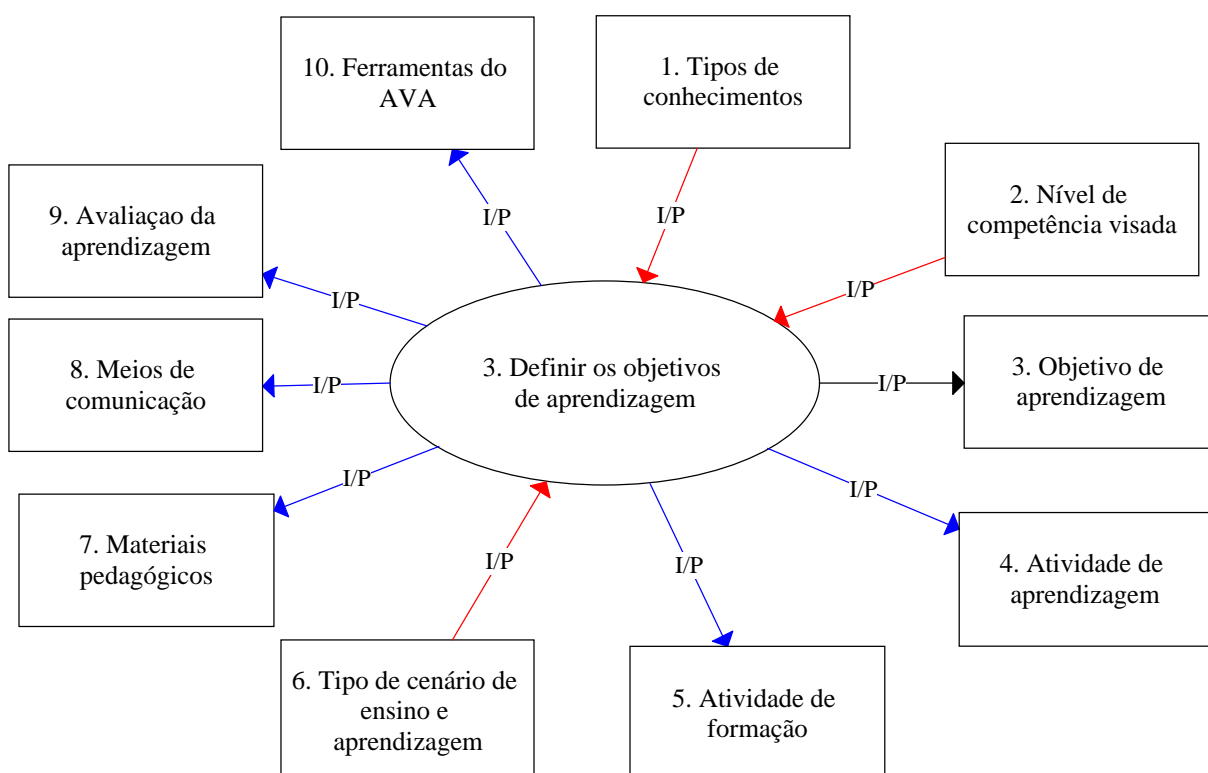 10. Ferramentas do
AVA
I/P
1. Tipos de
conhecimentos
I/P
2. Nível de
competência visada
I/P
9. Avaliaçao da
aprendizagem
I/P
8. Meios de
comunicação
I/P
3. Definir os objetivos
de aprendizagem
I/P
3. Objetivo de
aprendizagem
7. Materiais
pedagógicos
I/P
I/P
4. Atividade de
aprendizagem
6. Tipo de cenário de
ensino e
aprendizagem
I/P
I/P
5. Atividade de
formação